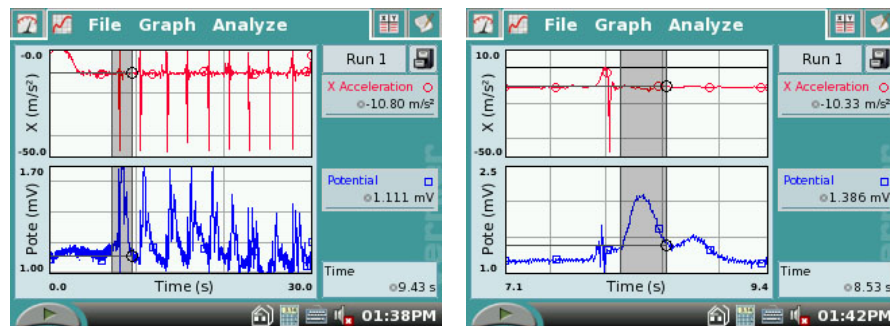 File Graph Analyze
-0.0
X (m/s²)
-50.0
1.70
Pote (mV)
1.00
0.0 Time (s) 30.0
Run 1
X Acceleration
-10.80 m/s²
Potential
1.111 mV
Time
9.43 s
01:38PM
File Graph Analyze
10.0
X (m/s²)
-50.0
2.5
Pote (mV)
1.0
7.1 Time (s) 9.4
Run 1
X Acceleration
-10.33 m/s²
Potential
1.386 mV
Time
8.53 s
01:42PM